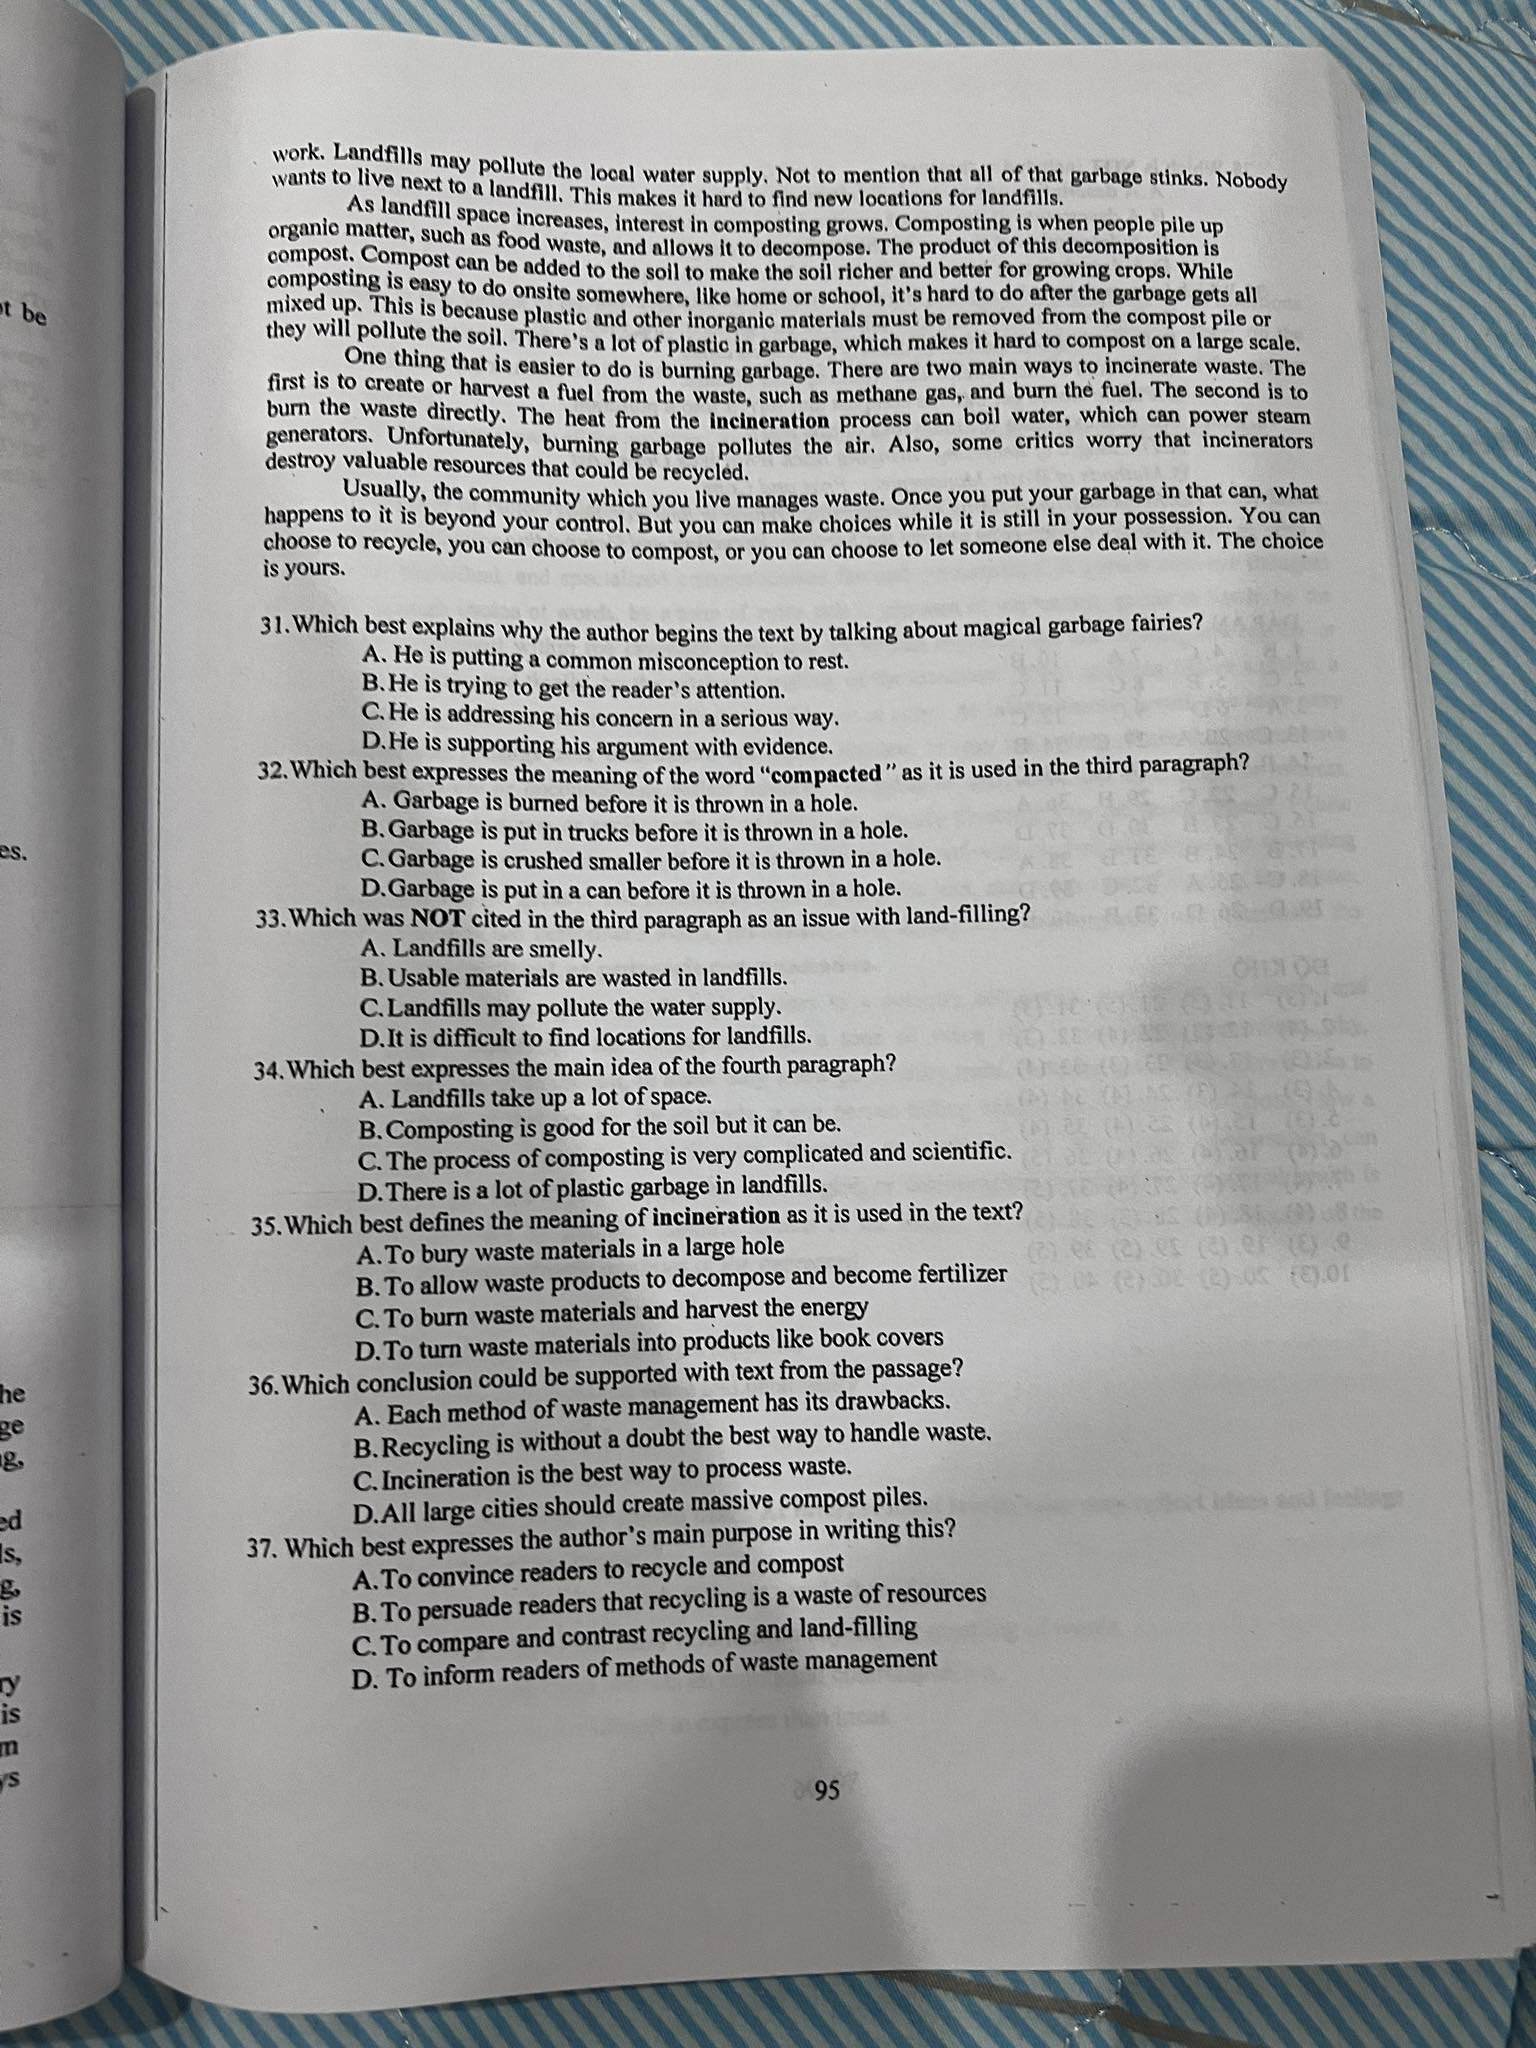 work. Landfills may pollute the local water supply. Not to mention that all of that garbage stinks. Nobody
wants to live next to a landfill. This makes it hard to find new locations for landfills.
As landfill space increases, interest in composting grows. Composting is when people pile up
organic matter, such as food waste, and allows it to decompose. The product of this decomposition is
compost. Compost can be added to the soil to make the soil richer and better for growing crops. While
composting is easy to do onsite somewhere, like home or school, it's hard to do after the garbage gets all
mixed up. This is because plastic and other inorganic materials must be removed from the compost pile or
they will pollute the soil. There's a lot of plastic in garbage, which makes it hard to compost on a large scale.
One thing that is easier to do is burning garbage. There are two main ways to incinerate waste. The
first is to create or harvest a fuel from the waste, such as methane gas, and burn the fuel. The second is to
burn the waste directly. The heat from the incineration process can boil water, which can power steam
generators. Unfortunately, burning garbage pollutes the air. Also, some critics worry that incinerators
destroy valuable resources that could be recycled.
Usually, the community which you live manages waste. Once you put your garbage in that can, what
happens to it is beyond your control. But you can make choices while it is still in your possession. You can
choose to recycle, you can choose to compost, or you can choose to let someone else deal with it. The choice
is yours.
31. Which best explains why the author begins the text by talking about magical garbage fairies?
A. He is putting a common misconception to rest.
B. He is trying to get the reader's attention.
C. He is addressing his concern in a serious way.
D. He is supporting his argument with evidence.
32. Which best expresses the meaning of the word "compacted" as it is used in the third paragraph?
A. Garbage is burned before it is thrown in a hole.
B. Garbage is put in trucks before it is thrown in a hole.
C. Garbage is crushed smaller before it is thrown in a hole.
D. Garbage is put in a can before it is thrown in a hole.
33. Which was NOT cited in the third paragraph as an issue with land-filling?
A. Landfills are smelly.
B. Usable materials are wasted in landfills.
C. Landfills may pollute the water supply.
D. It is difficult to find locations for landfills.
34. Which best expresses the main idea of the fourth paragraph?
A. Landfills take up a lot of space.
B. Composting is good for the soil but it can be.
C. The process of composting is very complicated and scientific.
D. There is a lot of plastic garbage in landfills.
35. Which best defines the meaning of incineration as it is used in the text?
A. To bury waste materials in a large hole
B. To allow waste products to decompose and become fertilizer
C. To burn waste materials and harvest the energy
D. To turn waste materials into products like book covers
36. Which conclusion could be supported with text from the passage?
A. Each method of waste management has its drawbacks.
B. Recycling is without a doubt the best way to handle waste.
C. Incineration is the best way to process waste.
D. All large cities should create massive compost piles.
37. Which best expresses the author's main purpose in writing this?
A. To convince readers to recycle and compost
B. To persuade readers that recycling is a waste of resources
C. To compare and contrast recycling and land-filling
D. To inform readers of methods of waste management
95